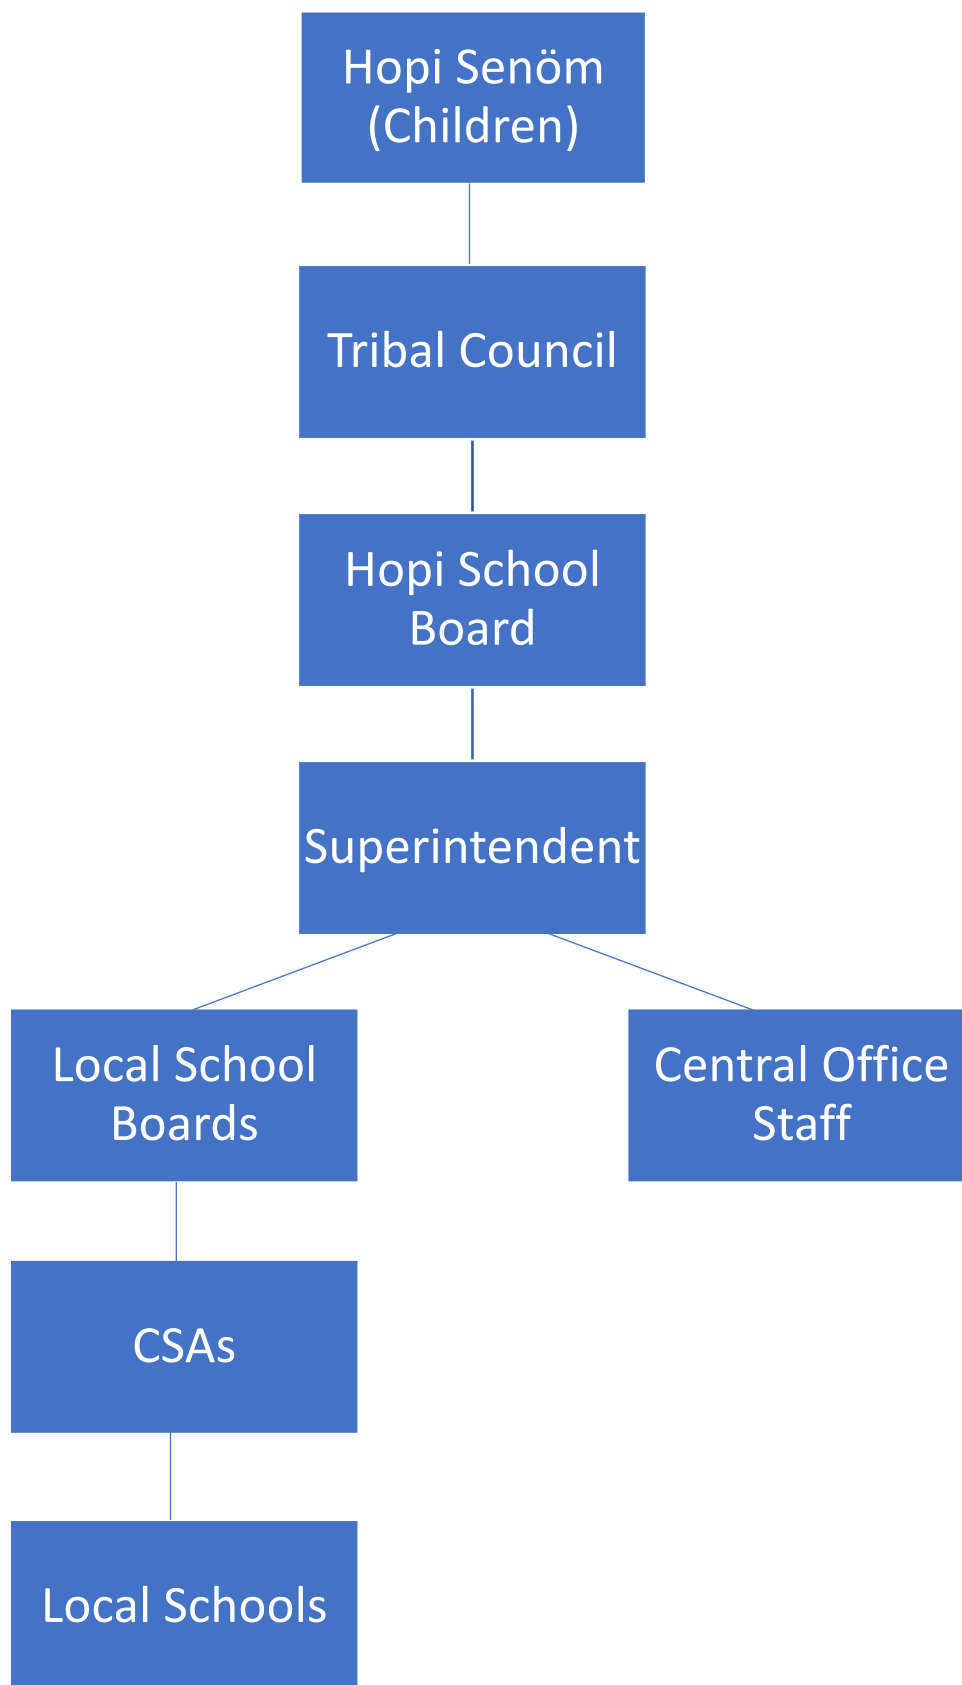 Hopi Senöm
(Children)
Tribal Council
Hopi School
Board
Superintendent
Local School
Boards
Central Office
Staff
CSAs
Local Schools